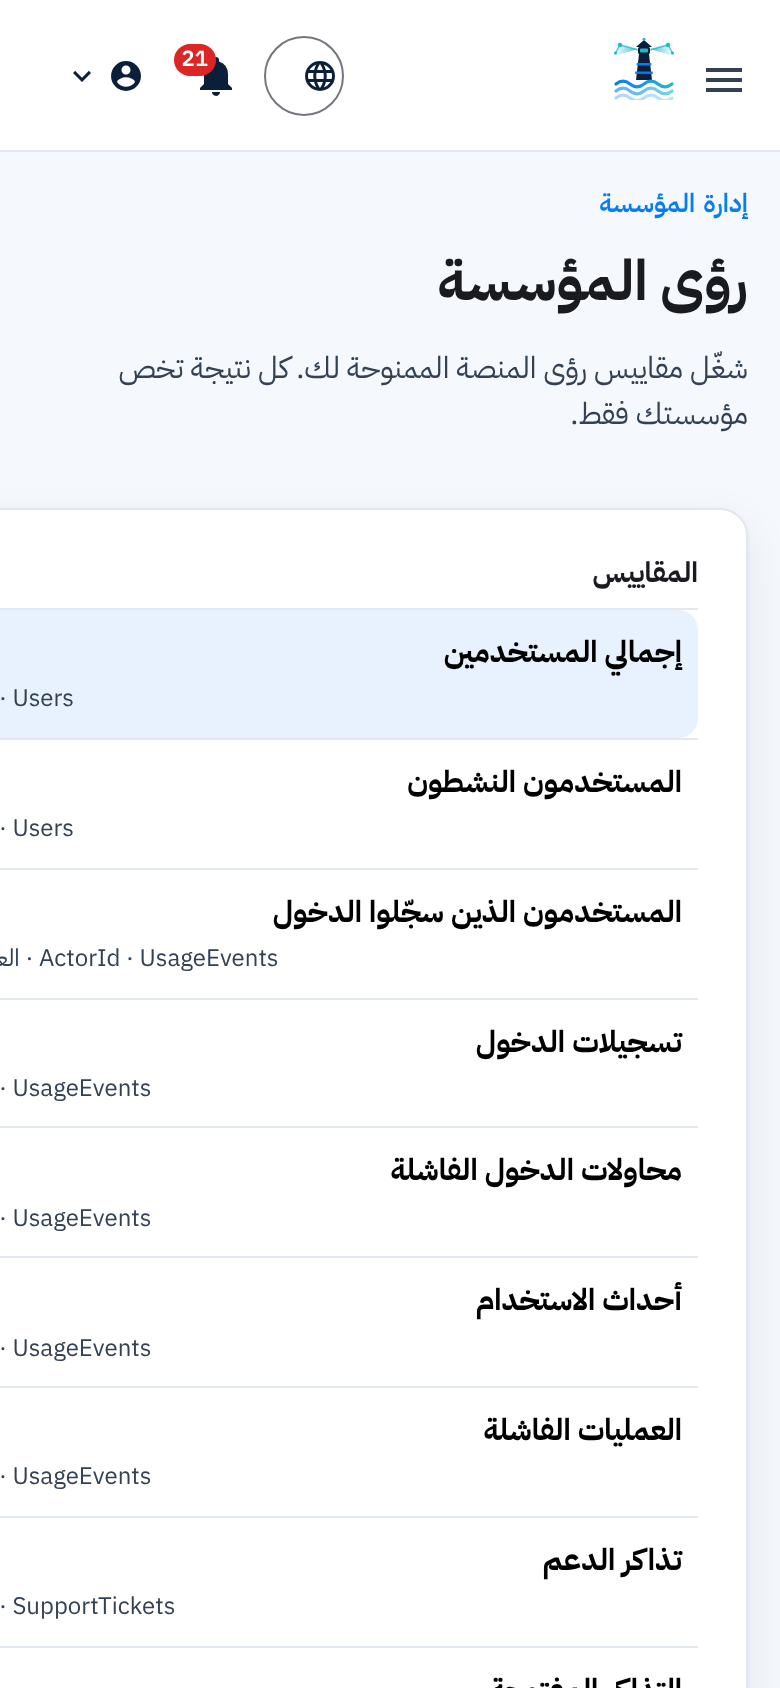 21
إدارة المؤسسة
رؤى المؤسسة
شغّل مقاييس رؤى المنصة الممنوحة لك. كل نتيجة تخص
مؤسستك فقط.
المقاييس
إجمالي المستخدمين
Users ·
المستخدمون النشطون
Users ·
المستخدمون الذين سجّلوا الدخول
UsageEvents · ActorId ·
تسجيلات الدخول
UsageEvents ·
محاولات الدخول الفاشلة
UsageEvents ·
أحداث الاستخدام
UsageEvents ·
العمليات الفاشلة
UsageEvents ·
تذاكر الدعم
SupportTickets ·